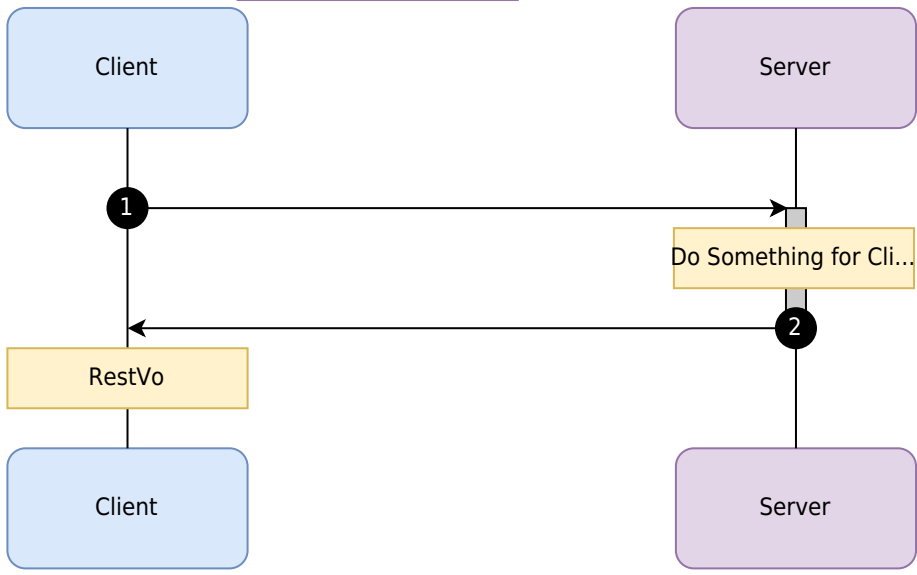 Client
Server
1
Do Something for Cli...
2
RestVo
Client
Server